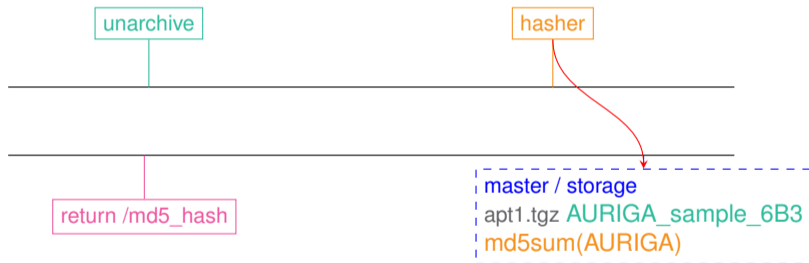 unarchive
hasher
return /md5_hash
master / storage
apt1.tgz AURIGA_sample_6B3
md5sum(AURIGA)